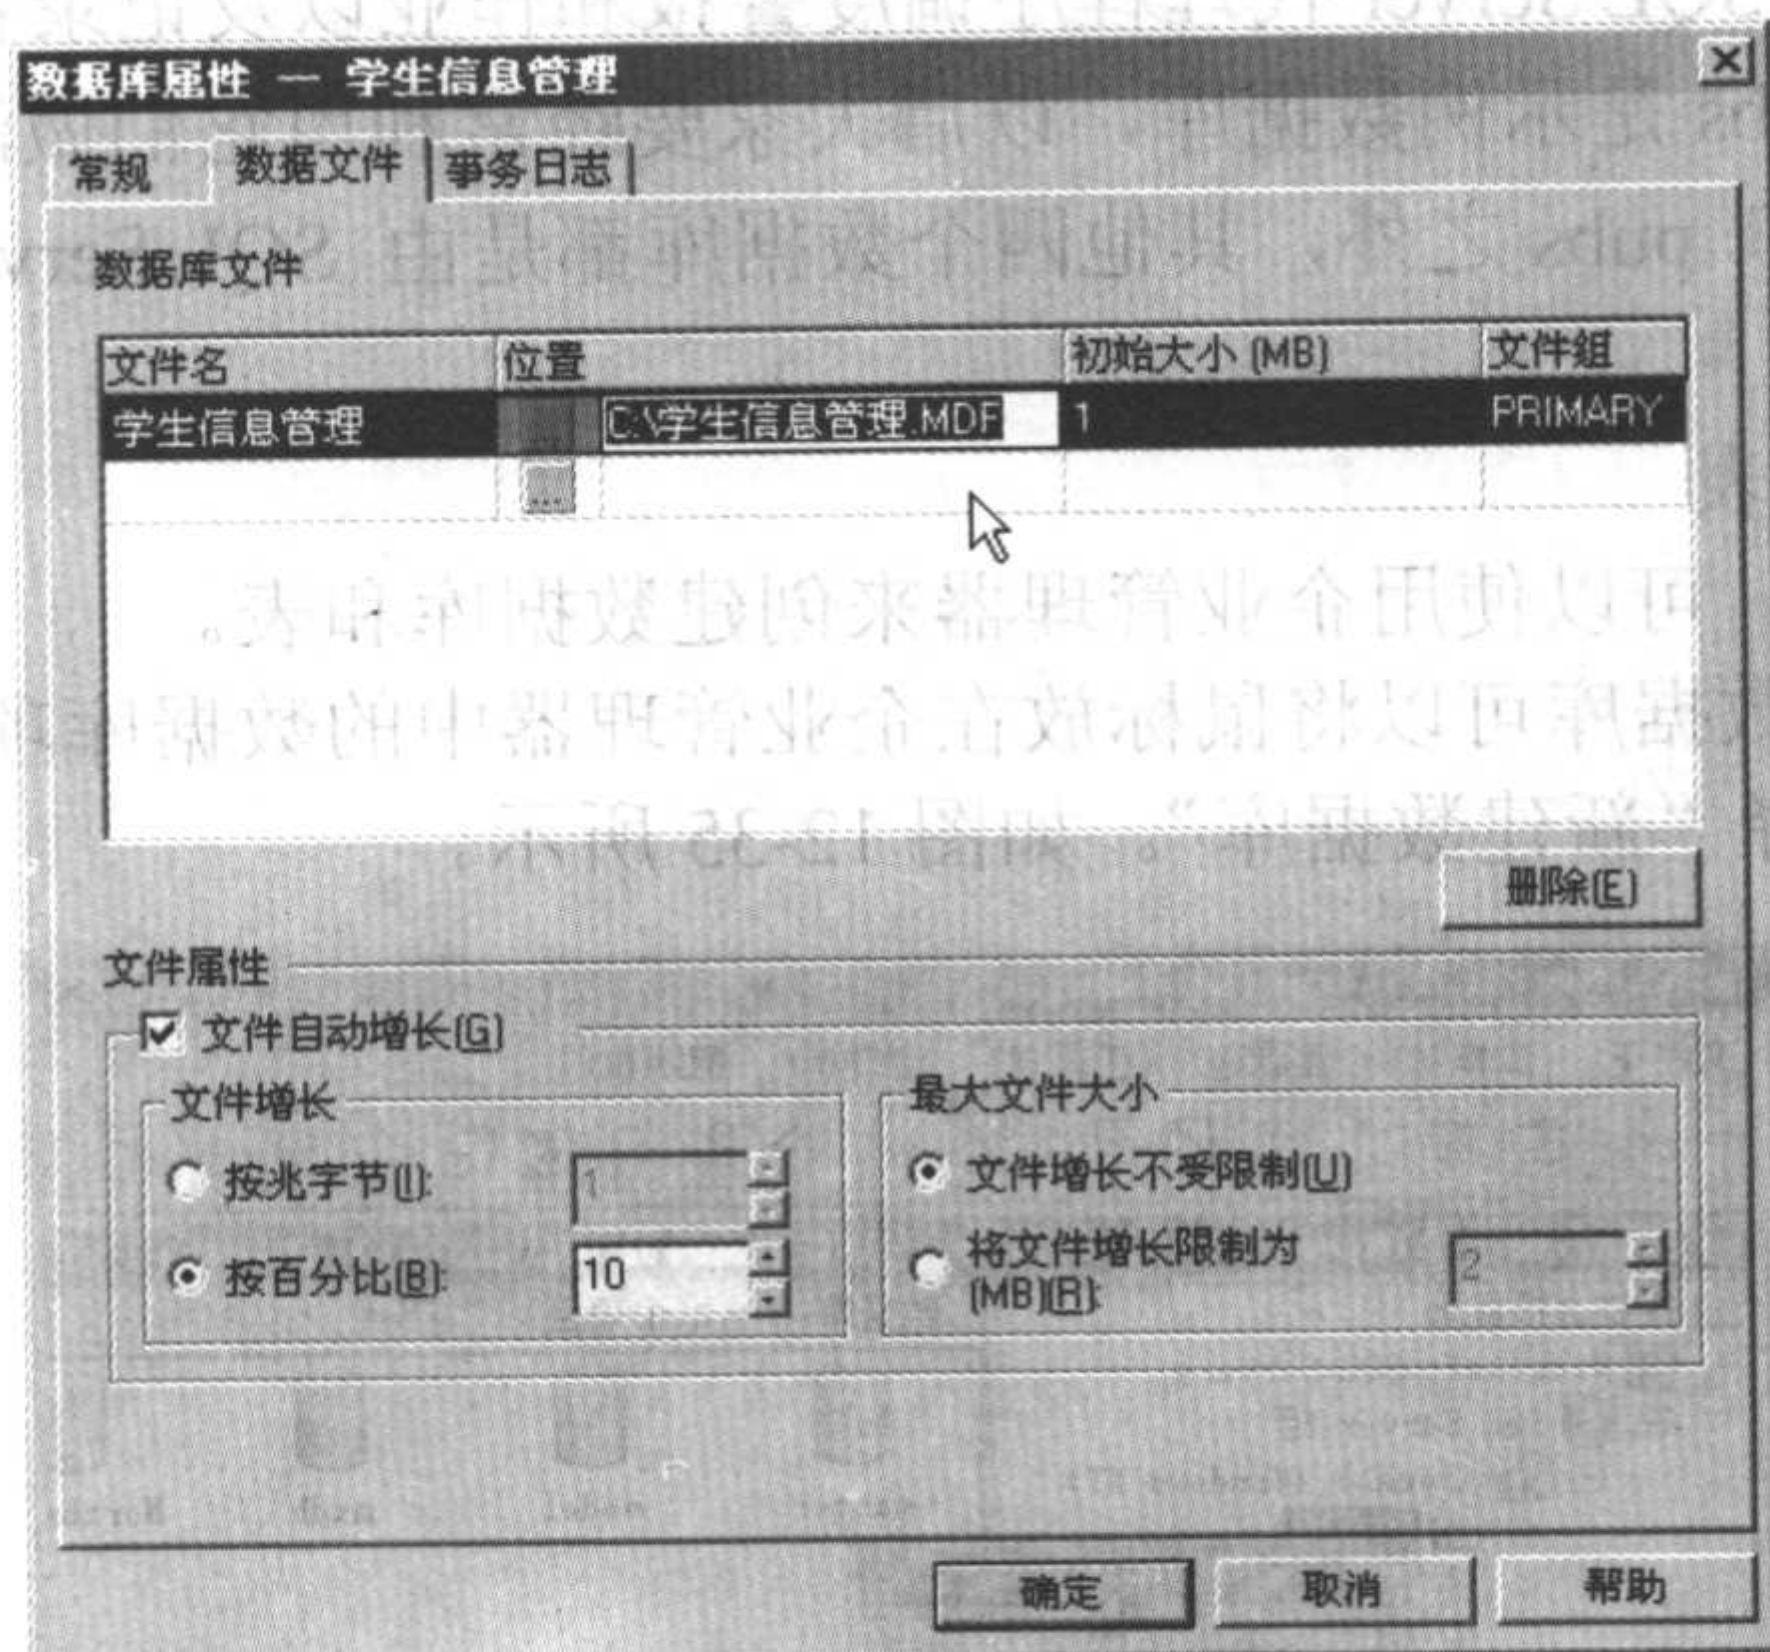 数据库属性 — 学生信息管理
常规 数据文件 事务日志
数据库文件
文件名 位置 初始大小(MB) 文件组
学生信息管理 ... C:\学生信息管理.MDF 1 PRIMARY
...
删除(E)
文件属性
文件自动增长(G)
文件增长 最大文件大小
按兆字节(I): 1 文件增长不受限制(U)
按百分比(B): 10 将文件增长限制为
(MB)(R): 2
确定 取消 帮助